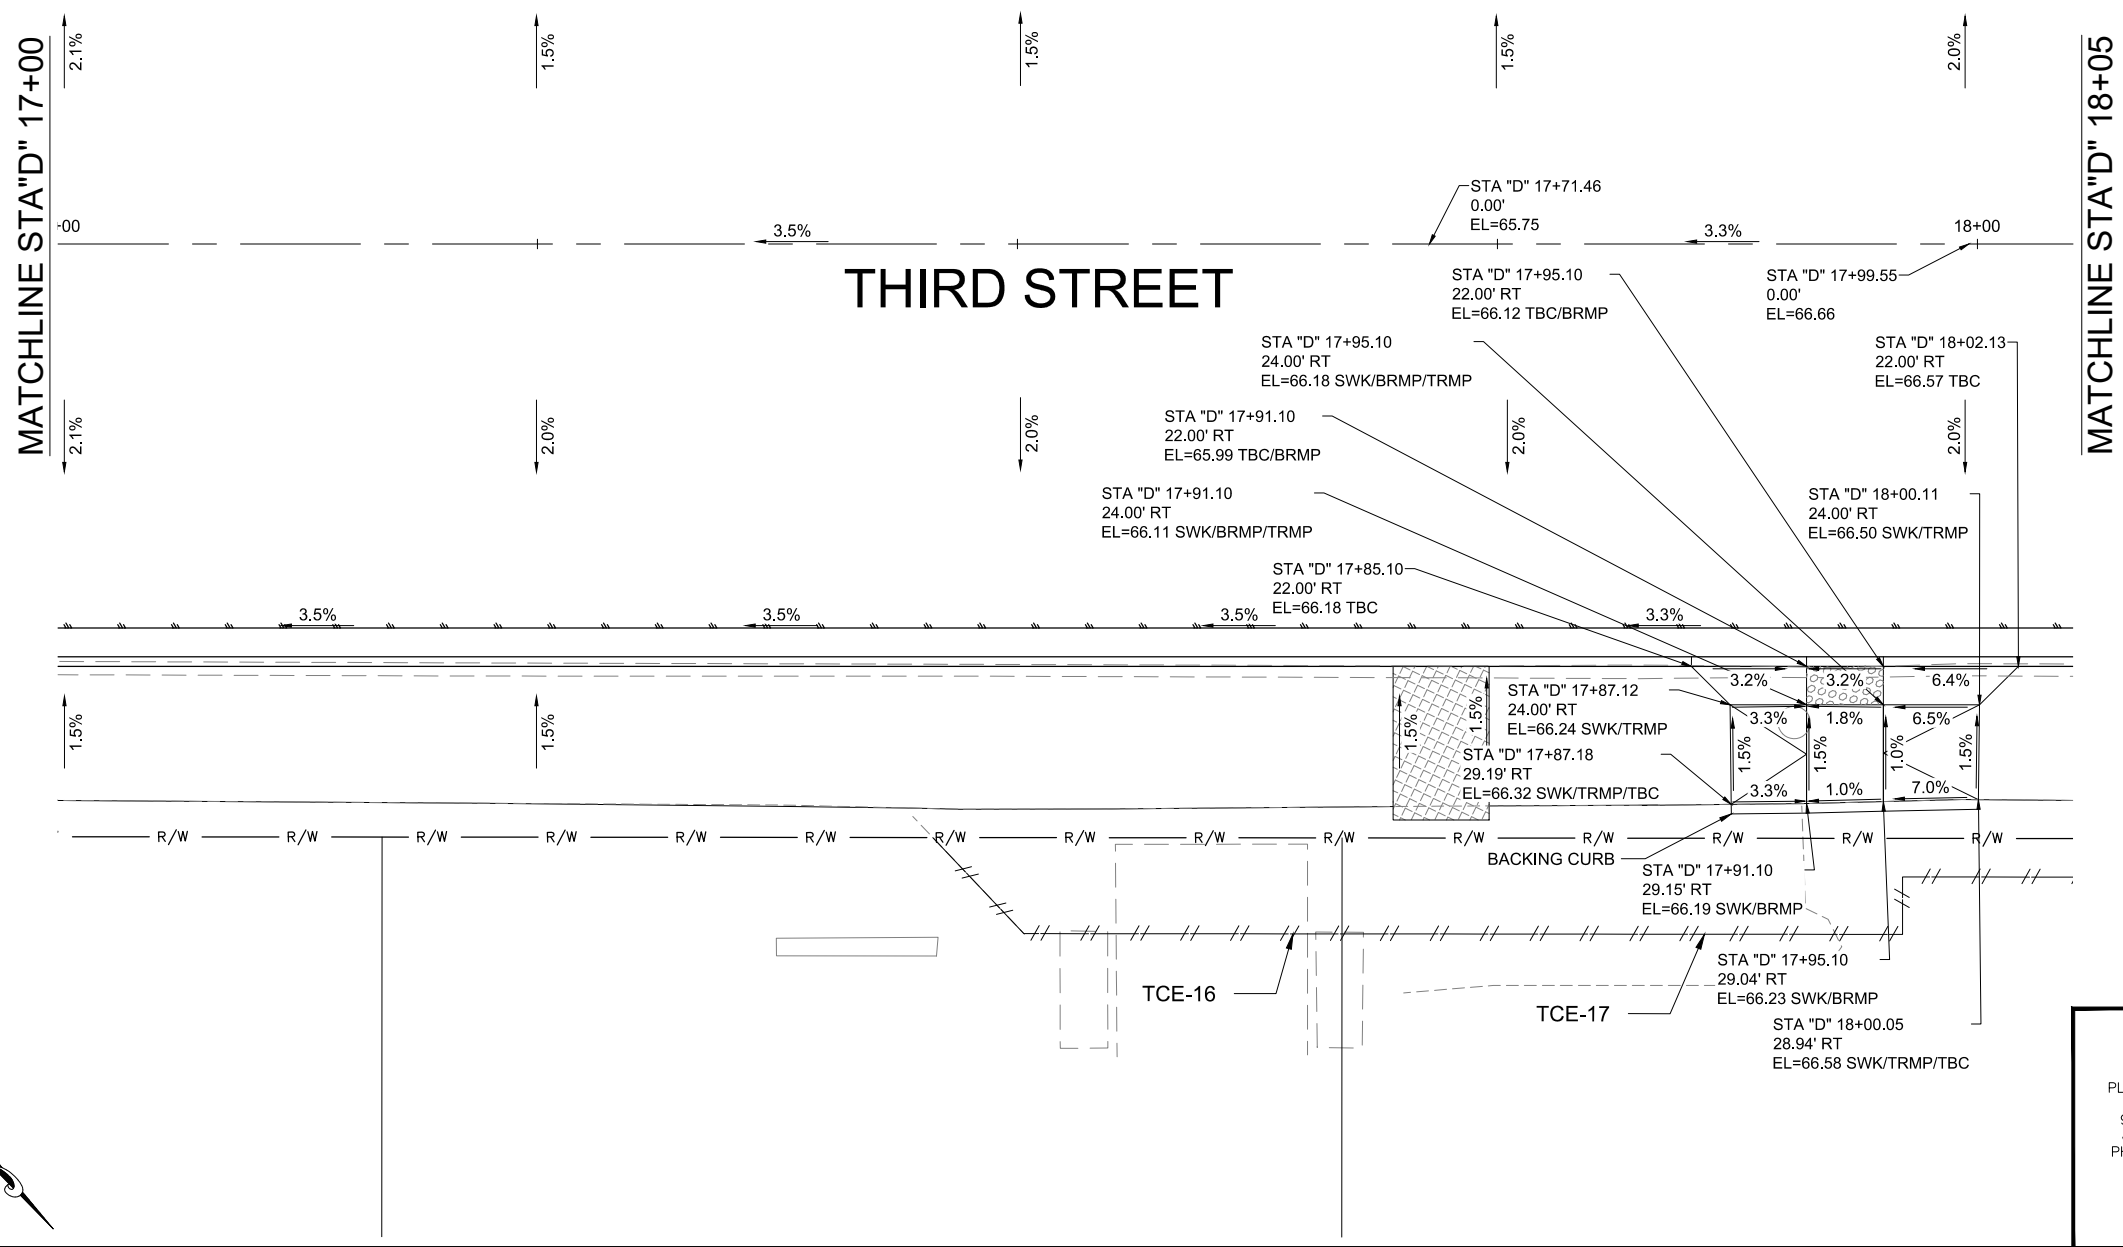 MATCHLINE STA"D" 17+00
2.1%
1.5%
1.5%
1.5%
2.0%
MATCHLINE STA"D" 18+05
-00
3.5%
STA "D" 17+71.46
0.00'
EL=65.75
3.3%
18+00
THIRD STREET
STA "D" 17+95.10
22.00' RT
EL=66.12 TBC/BRMP
STA "D" 17+99.55
0.00'
EL=66.66
STA "D" 17+95.10
24.00' RT
EL=66.18 SWK/BRMP/TRMP
STA "D" 18+02.13
22.00' RT
EL=66.57 TBC
2.1%
2.0%
2.0%
2.0%
2.0%
STA "D" 17+91.10
22.00' RT
EL=65.99 TBC/BRMP
STA "D" 17+91.10
24.00' RT
EL=66.11 SWK/BRMP/TRMP
STA "D" 18+00.11
24.00' RT
EL=66.50 SWK/TRMP
STA "D" 17+85.10
22.00' RT
EL=66.18 TBC
3.5%
3.5%
3.5%
3.3%
3.2%
3.2%
6.4%
STA "D" 17+87.12
24.00' RT
EL=66.24 SWK/TRMP
3.3%
1.8%
6.5%
1.5%
1.5%
1.5%
1.5%
1.5%
1.5%
1.0%
1.5%
STA "D" 17+87.18
29.19' RT
EL=66.32 SWK/TRMP/TBC
3.3%
1.0%
7.0%
R/W R/W R/W R/W R/W R/W R/W R/W R/W R/W R/W R/W R/W R/W R/W
BACKING CURB
STA "D" 17+91.10
29.15' RT
EL=66.19 SWK/BRMP
STA "D" 17+95.10
29.04' RT
EL=66.23 SWK/BRMP
TCE-16
TCE-17
STA "D" 18+00.05
28.94' RT
EL=66.58 SWK/TRMP/TBC
PL